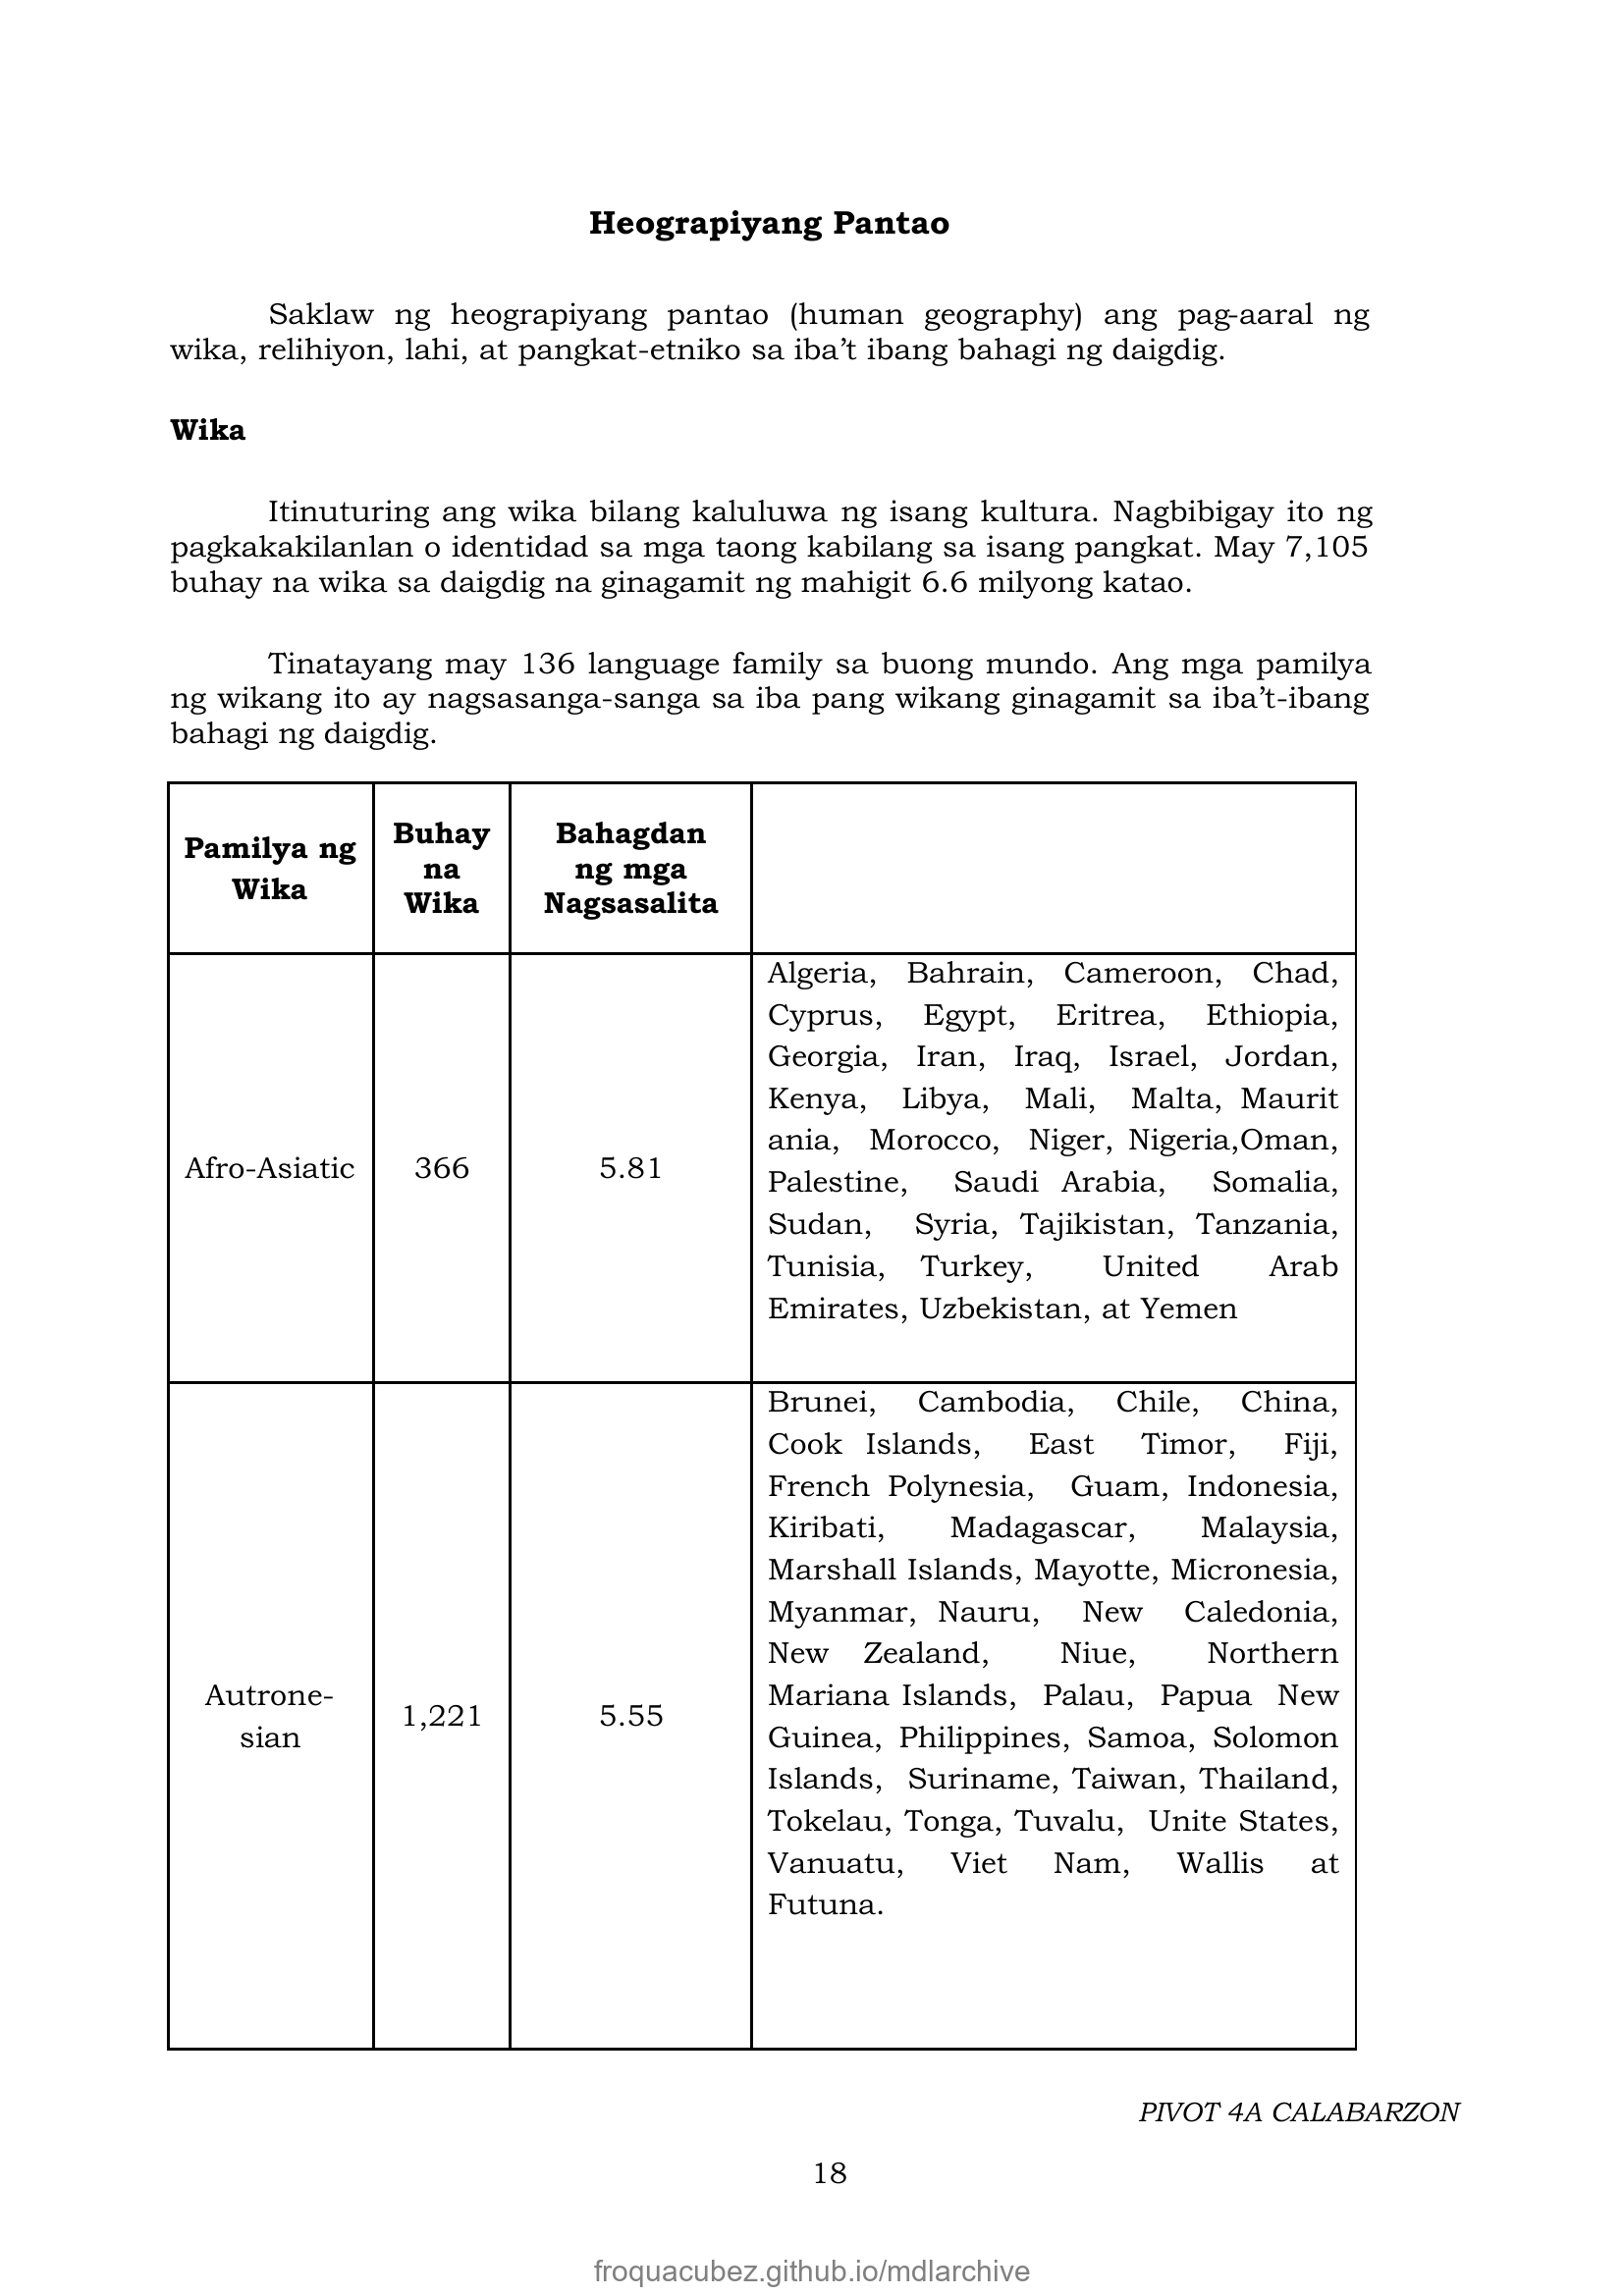 Heograpiyang Pantao
Saklaw ng heograpiyang pantao (human geography) ang pag-aaral ng
wika, relihiyon, lahi, at pangkat-etniko sa iba’t ibang bahagi ng daigdig.
Wika
Itinuturing ang wika bilang kaluluwa ng isang kultura. Nagbibigay ito ng
pagkakakilanlan o identidad sa mga taong kabilang sa isang pangkat. May 7,105
buhay na wika sa daigdig na ginagamit ng mahigit 6.6 milyong katao.
Tinatayang may 136 language family sa buong mundo. Ang mga pamilya
ng wikang ito ay nagsasanga-sanga sa iba pang wikang ginagamit sa iba’t-ibang
bahagi ng daigdig.
Pamilya ng
Wika
Buhay
na
Wika
Bahagdan
ng mga
Nagsasalita
Afro-Asiatic
366
5.81
Algeria, Bahrain, Cameroon, Chad,
Cyprus, Egypt, Eritrea, Ethiopia,
Georgia, Iran, Iraq, Israel, Jordan,
Kenya, Libya, Mali, Malta, Maurit
ania, Morocco, Niger, Nigeria,Oman,
Palestine, Saudi Arabia, Somalia,
Sudan, Syria, Tajikistan, Tanzania,
Tunisia, Turkey, United Arab
Emirates, Uzbekistan, at Yemen
Autrone-
sian
1,221
5.55
Brunei, Cambodia, Chile, China,
Cook Islands, East Timor, Fiji,
French Polynesia, Guam, Indonesia,
Kiribati, Madagascar, Malaysia,
Marshall Islands, Mayotte, Micronesia,
Myanmar, Nauru, New Caledonia,
New Zealand, Niue, Northern
Mariana Islands, Palau, Papua New
Guinea, Philippines, Samoa, Solomon
Islands, Suriname, Taiwan, Thailand,
Tokelau, Tonga, Tuvalu, Unite States,
Vanuatu, Viet Nam, Wallis at
Futuna.
PIVOT 4A CALABARZON
18
froquacubez.github.io/mdlarchive